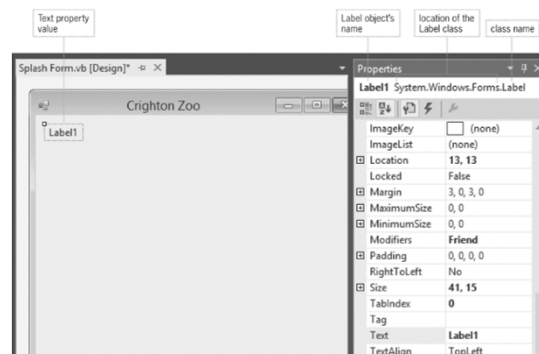 Text property
value
Label object's
name
location of the
Label class
class name
Splash Form.vb [Design]*
Crighton Zoo
Label1
Properties
Label1 System.Windows.Forms.Label
ImageKey (none)
ImageList (none)
Location 13, 13
Locked False
Margin 3, 0, 3, 0
MaximumSize 0, 0
MinimumSize 0, 0
Modifiers Friend
Padding 0, 0, 0, 0
RightToLeft No
Size 41, 15
TabIndex 0
Tag
Text Label1
TextAlign TopLeft